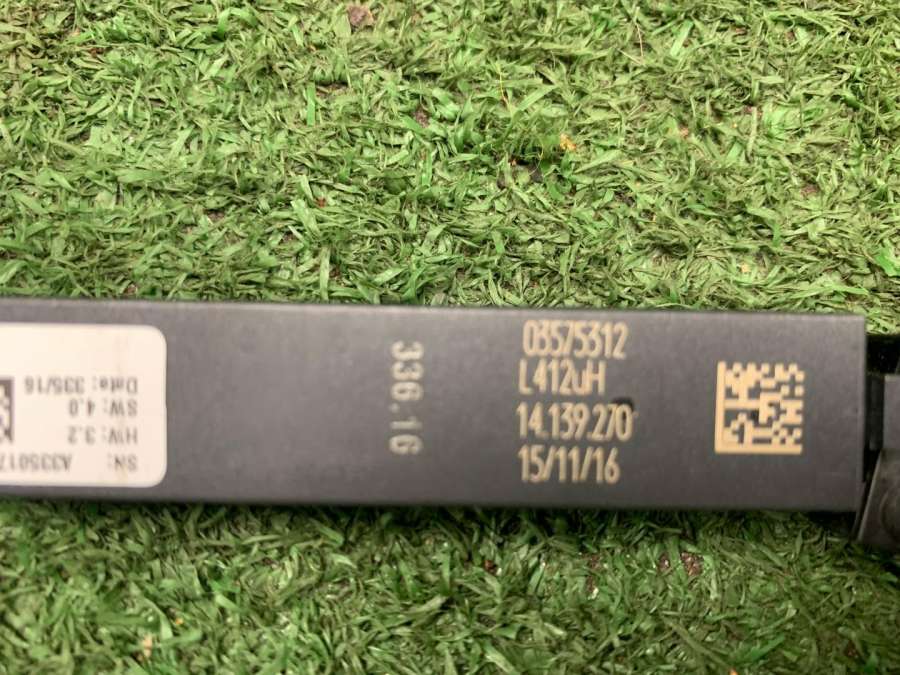 SN: A335017
HW: 3.2
SW: 4.0
Date: 335/16
336.16
03575312
L412uH
14.139.270
15/11/16